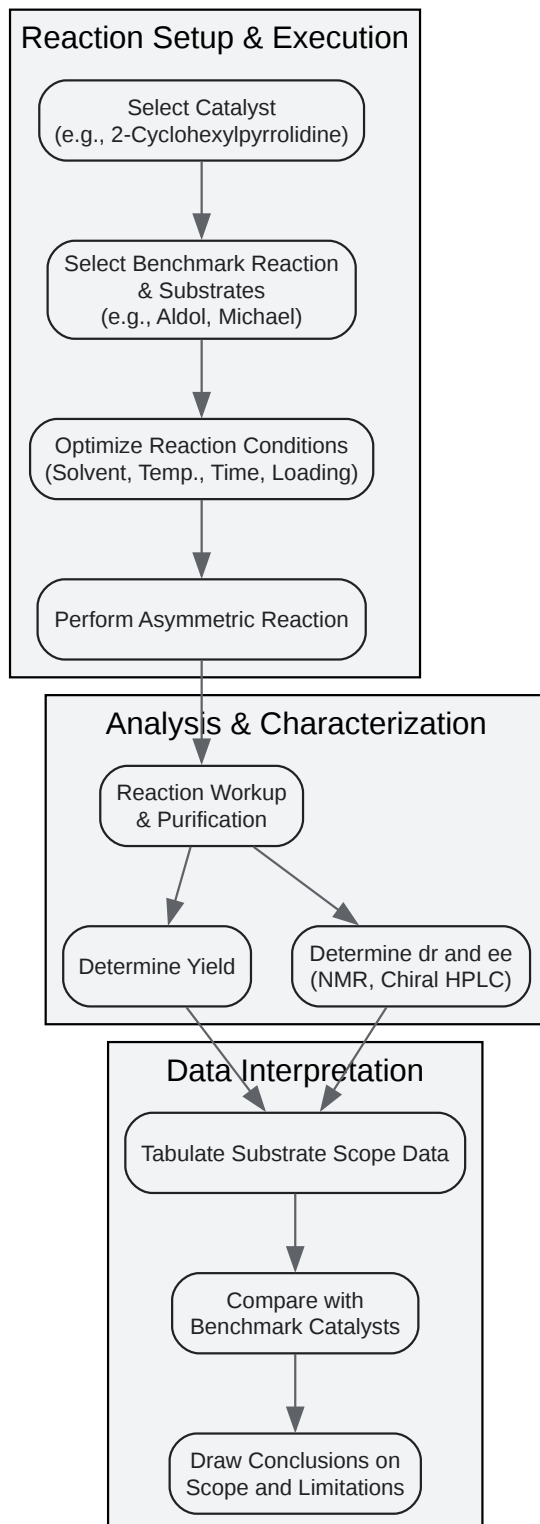 Reaction Setup & Execution
Select Catalyst
(e.g., 2-Cyclohexylpyrrolidine)
Select Benchmark Reaction
& Substrates
(e.g., Aldol, Michael)
Optimize Reaction Conditions
(Solvent, Temp., Time, Loading)
Perform Asymmetric Reaction
Analysis & Characterization
Reaction Workup
& Purification
Determine Yield
Determine dr and ee
(NMR, Chiral HPLC)
Data Interpretation
Tabulate Substrate Scope Data
Compare with
Benchmark Catalysts
Draw Conclusions on
Scope and Limitations